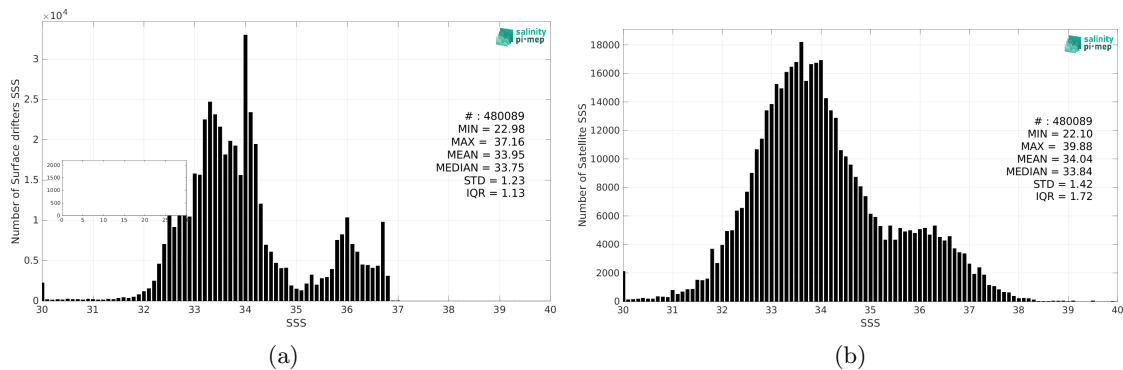 ×10⁴
3
2.5
2
1.5
1
0.5
0
Number of Surface drifters SSS
30 31 32 33 34 35 36 37 38 39 40
SSS
2000
1500
1000
500
0
0 5 10 15 20 25
salinity
pi-mep
# : 480089
MIN = 22.98
MAX = 37.16
MEAN = 33.95
MEDIAN = 33.75
STD = 1.23
IQR = 1.13
(a)
18000
16000
14000
12000
10000
8000
6000
4000
2000
0
Number of Satellite SSS
30 31 32 33 34 35 36 37 38 39 40
SSS
salinity
pi-mep
# : 480089
MIN = 22.10
MAX = 39.88
MEAN = 34.04
MEDIAN = 33.84
STD = 1.42
IQR = 1.72
(b)